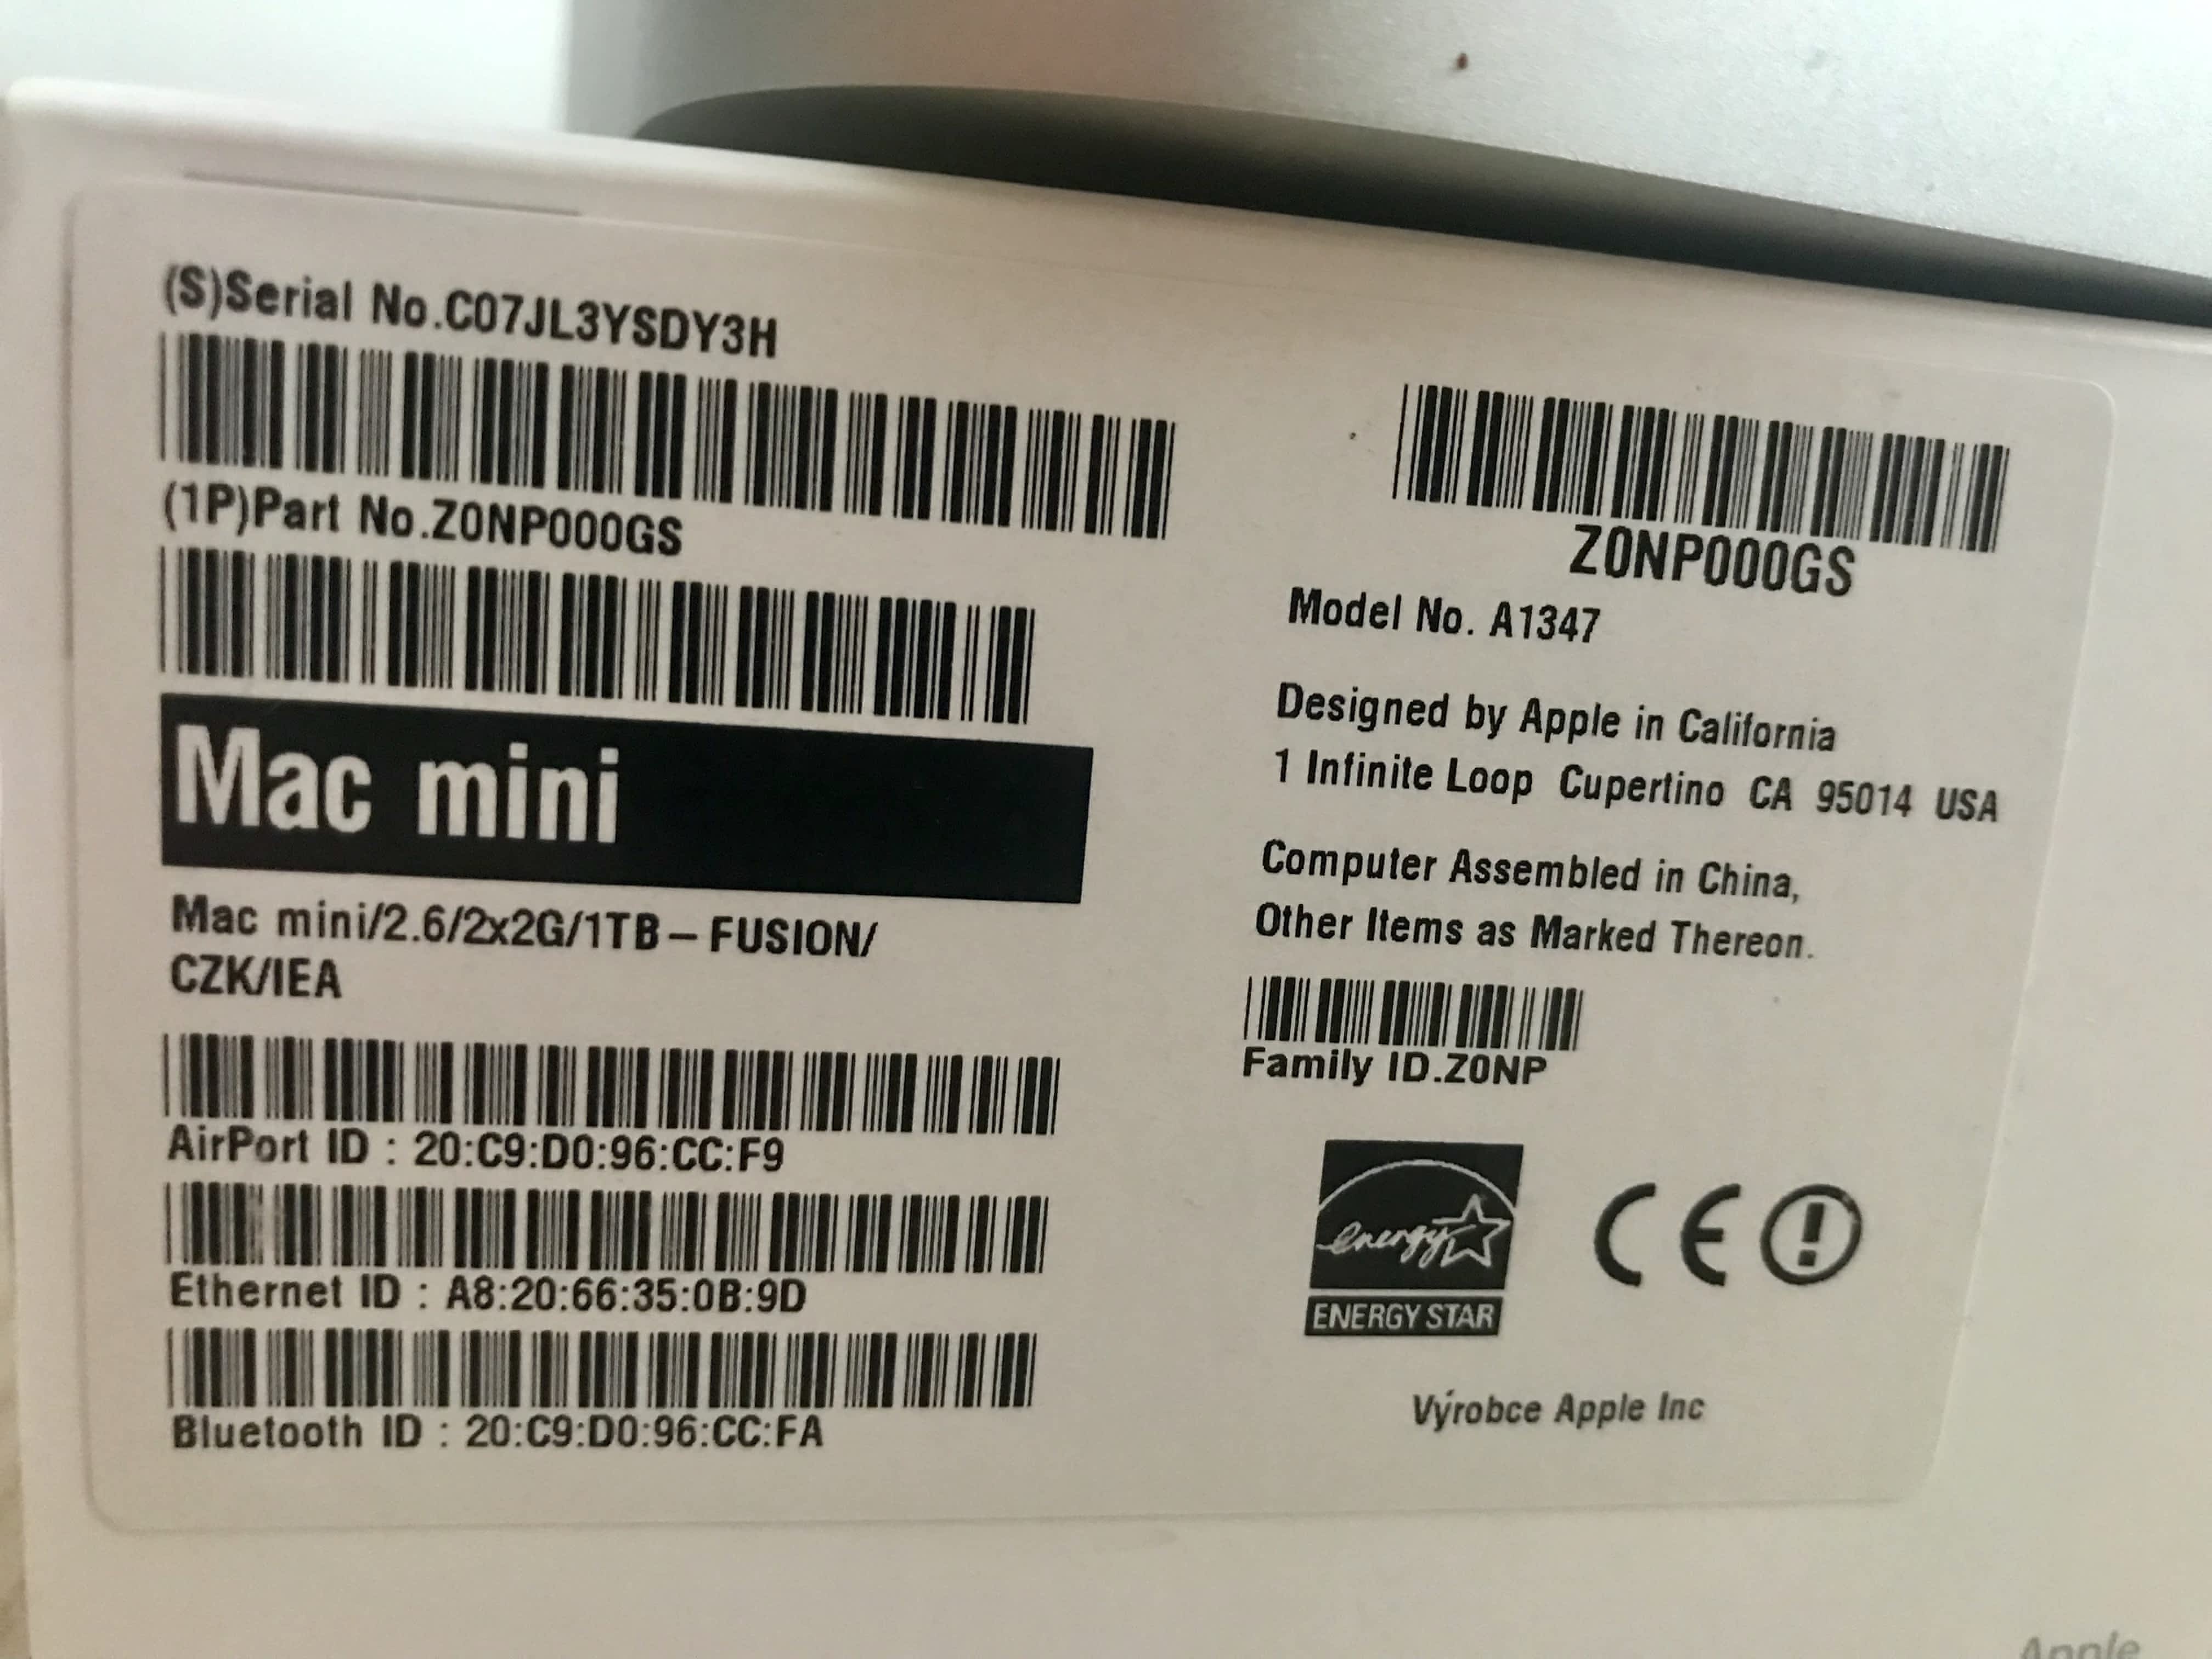 (S)Serial No.C07JL3YSDY3H
(1P)Part No.Z0NP000GS
Mac mini
Mac mini/2.6/2x2G/1TB-FUSION/
CZK/IEA
AirPort ID : 20:C9:D0:96:CC:F9
Ethernet ID : A8:20:66:35:0B:9D
Bluetooth ID : 20:C9:D0:96:CC:FA
Z0NP000GS
Model No. A1347
Designed by Apple in California
1 Infinite Loop Cupertino CA 95014 USA
Computer Assembled in China,
Other Items as Marked Thereon.
Family ID.Z0NP
energy
ENERGY STAR
CE
Výrobce Apple Inc
Apple